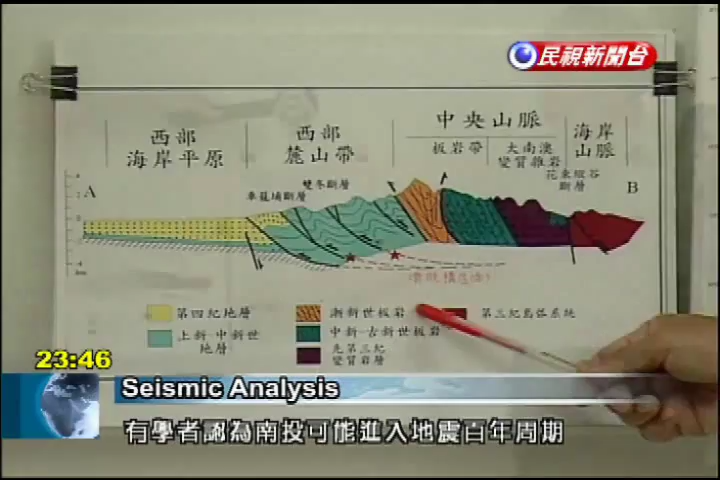 民視新聞台
中央山脈
西部
海岸平原
西部
麓山帶
板岩帶
大南澳
變質雜岩
海岸
山脈
花東縱谷
斷層
雙冬斷層
車籠埔斷層
A
B
km
第四紀地層
漸新世板岩
第三紀島弧系統
上新-中新世
地層
中新-古新世板岩
先第三紀
變質岩層
23:46
Seismic Analysis
有學者認為南投可能進入地震百年周期